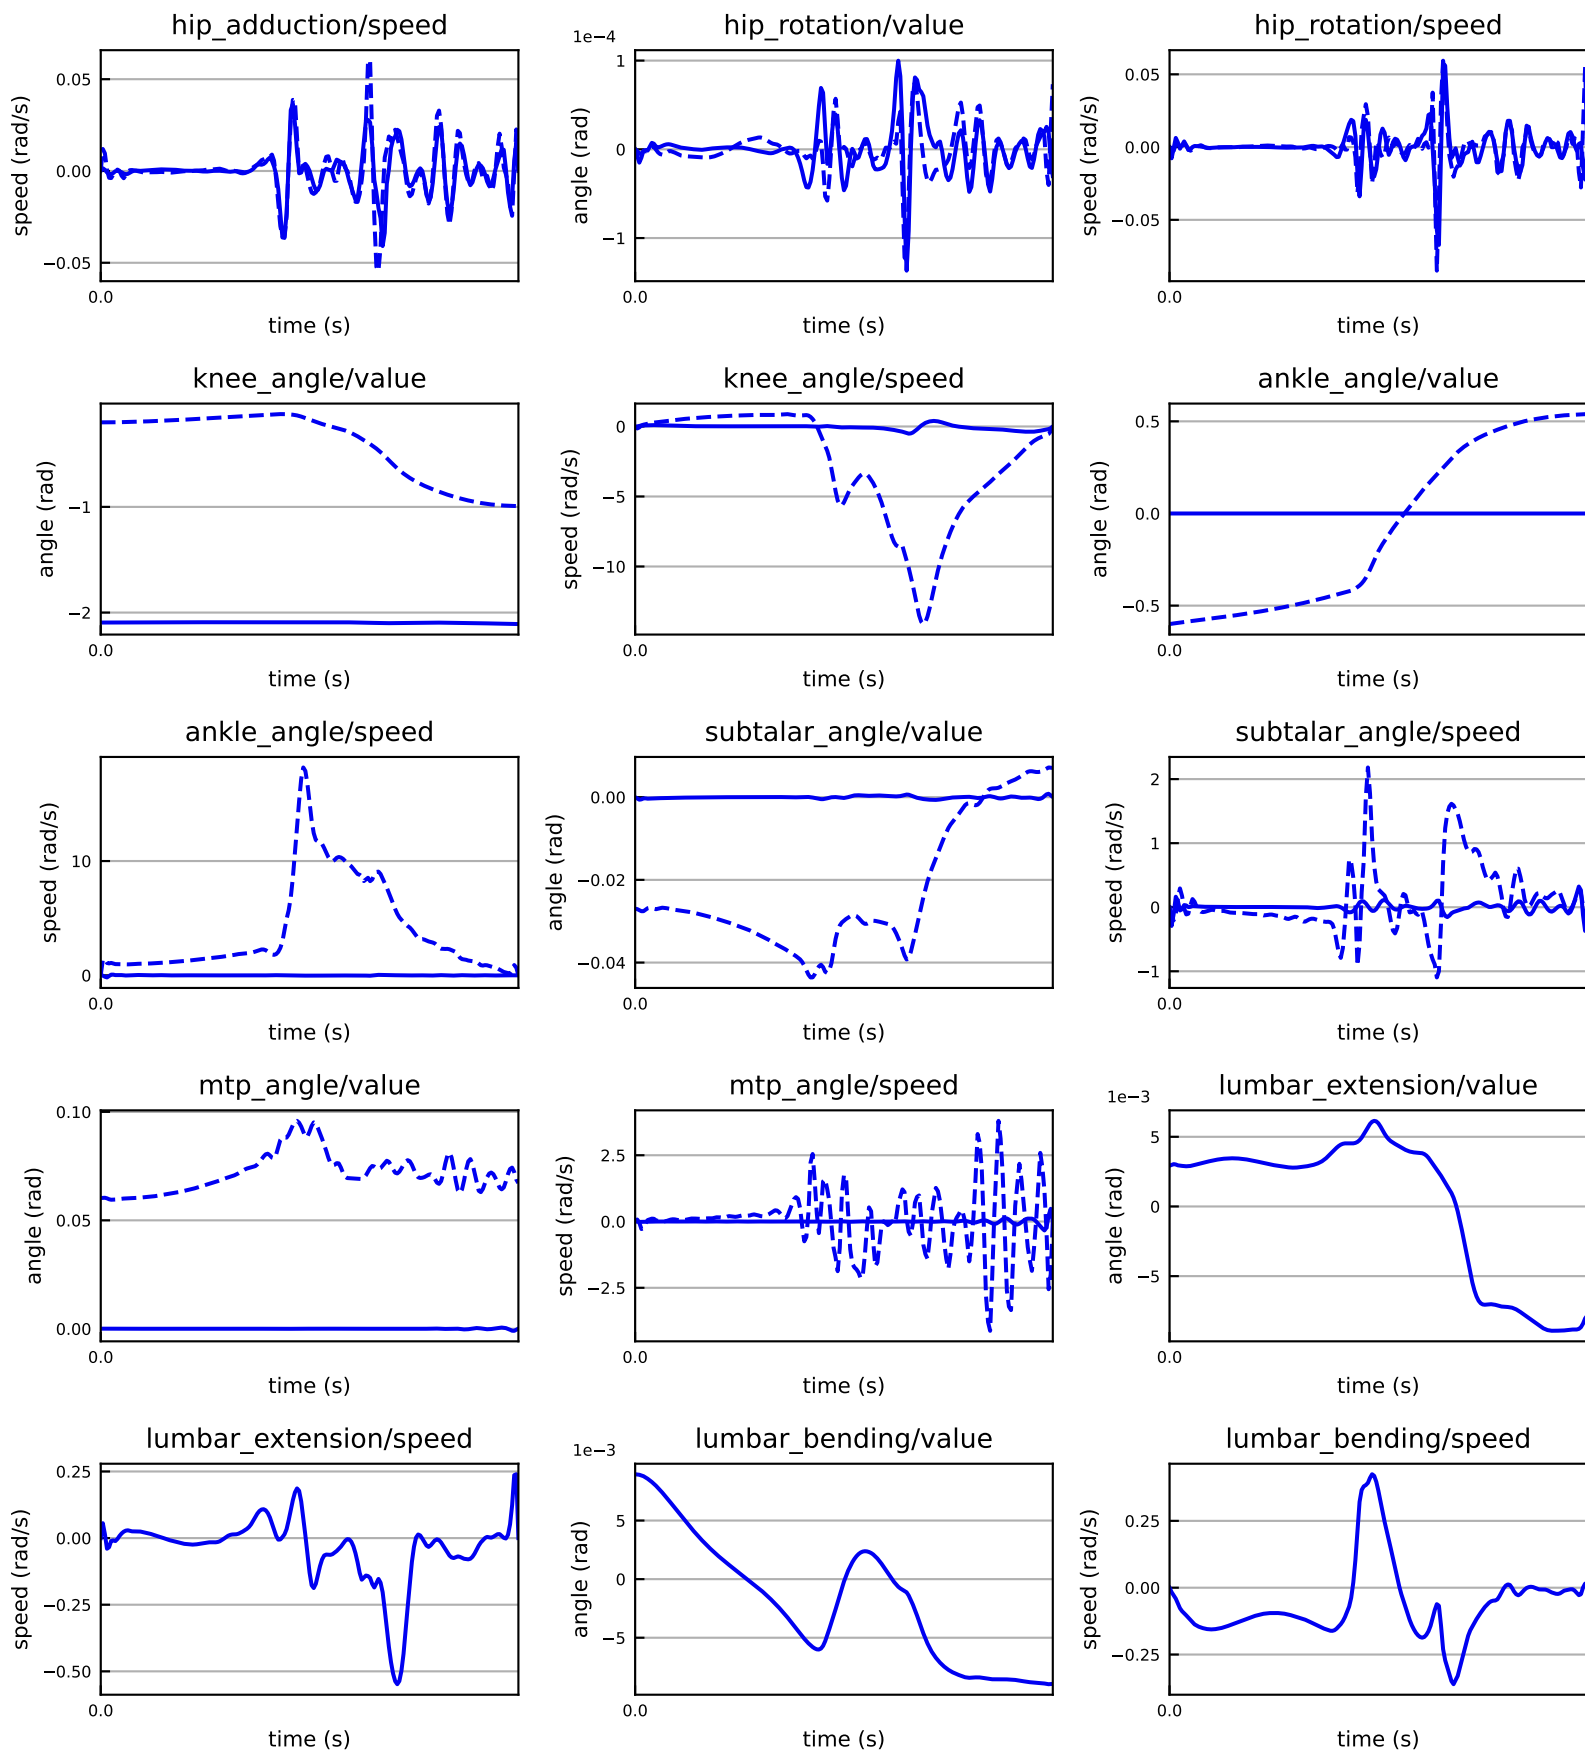 hip_adduction/speed
speed (rad/s)
0.05
0.00
−0.05
0.0
time (s)
hip_rotation/value
1e−4
angle (rad)
1
0
−1
0.0
time (s)
hip_rotation/speed
speed (rad/s)
0.05
0.00
−0.05
0.0
time (s)
knee_angle/value
angle (rad)
−1
−2
0.0
time (s)
knee_angle/speed
speed (rad/s)
0
−5
−10
0.0
time (s)
ankle_angle/value
angle (rad)
0.5
0.0
−0.5
0.0
time (s)
ankle_angle/speed
speed (rad/s)
10
0
0.0
time (s)
subtalar_angle/value
angle (rad)
0.00
−0.02
−0.04
0.0
time (s)
subtalar_angle/speed
speed (rad/s)
2
1
0
−1
0.0
time (s)
mtp_angle/value
angle (rad)
0.10
0.05
0.00
0.0
time (s)
mtp_angle/speed
speed (rad/s)
2.5
0.0
−2.5
0.0
time (s)
lumbar_extension/value
1e−3
angle (rad)
5
0
−5
0.0
time (s)
lumbar_extension/speed
speed (rad/s)
0.25
0.00
−0.25
−0.50
0.0
time (s)
lumbar_bending/value
1e−3
angle (rad)
5
0
−5
0.0
time (s)
lumbar_bending/speed
speed (rad/s)
0.25
0.00
−0.25
0.0
time (s)